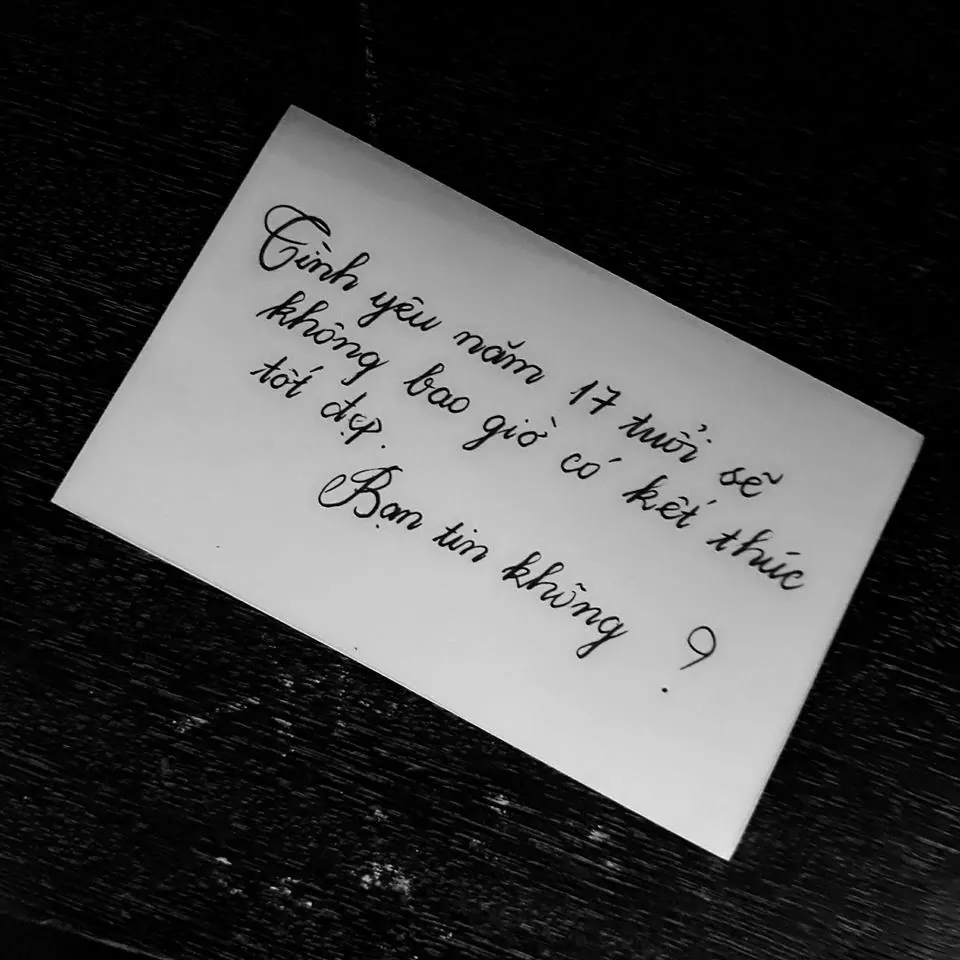 Tình yêu năm 17 tuổi sẽ
không bao giờ có kết thúc
tốt đẹp.
Bạn tin không ?